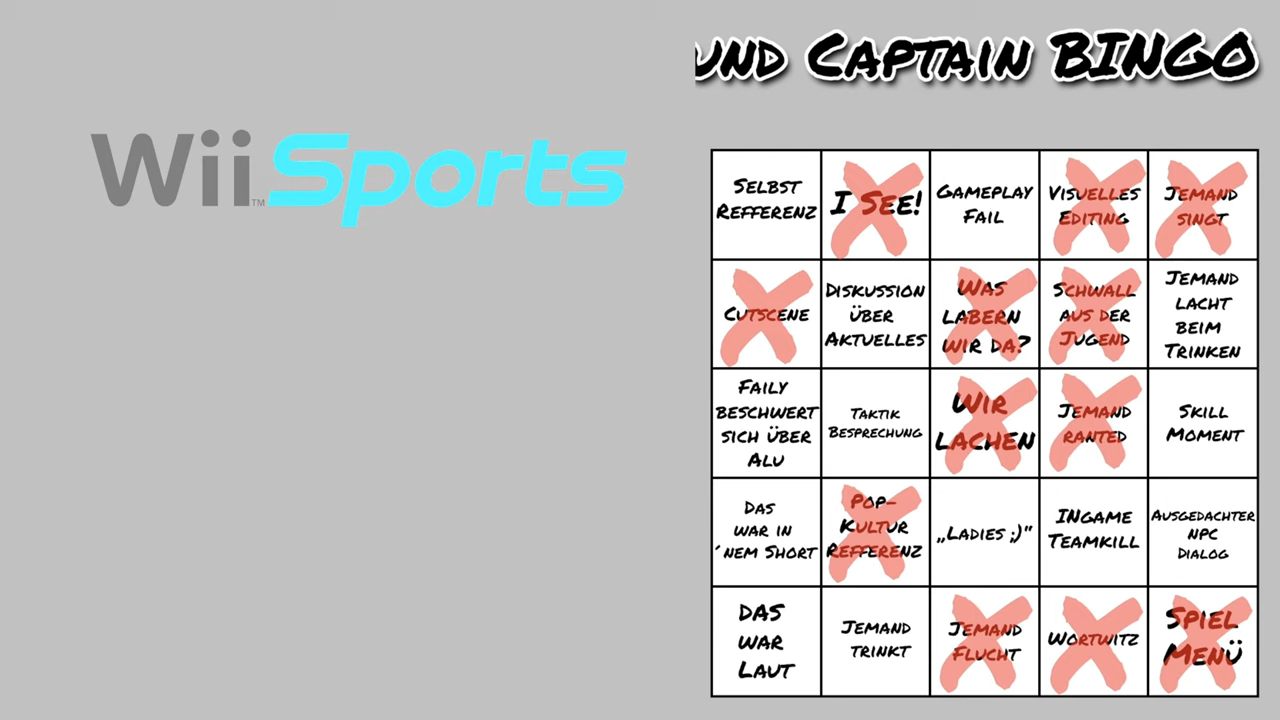 und Captain BINGO
Wii Sports
TM
Selbst
Refferenz
I See!
Gameplay
Fail
Visuelles
Editing
Jemand
singt
Cutscene
Diskussion
über
Aktuelles
Was
labern
wir da?
Schwall
aus der
Jugend
Jemand
lacht
beim
Trinken
Faily
beschwert
sich über
Alu
Taktik
Besprechung
Wir
lachen
Jemand
ranted
Skill
Moment
Das
war in
´nem Short
Pop-
Kultur
Refferenz
„Ladies ;)"
Ingame
Teamkill
Ausgedachter
NPC
Dialog
Das
war
laut
Jemand
trinkt
Jemand
Flucht
Wortwitz
Spiel
Menü